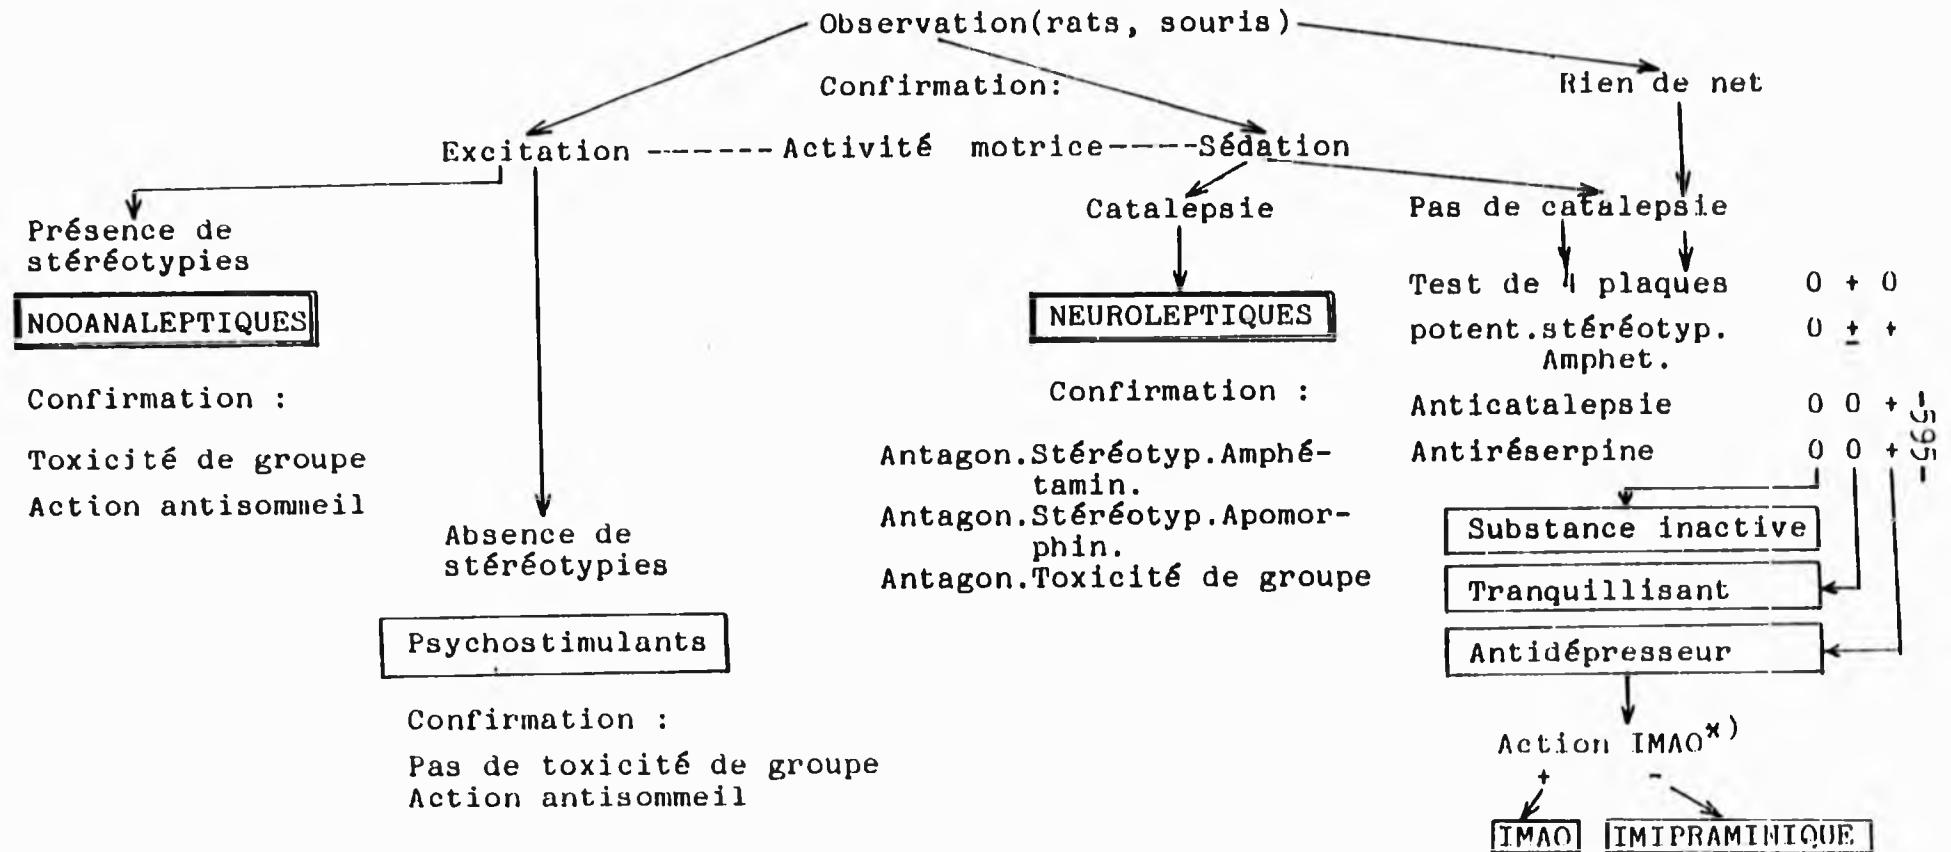 Observation(rats, souris)
Confirmation:
Rien de net
Excitation ------- Activité motrice-----Sédation
Présence de
stéréotypies
NOOANALEPTIQUES
Confirmation :
Toxicité de groupe
Action antisommeil
Absence de
stéréotypies
Psychostimulants
Confirmation :
Pas de toxicité de groupe
Action antisommeil
Catalepsie
NEUROLEPTIQUES
Confirmation :
Antagon.Stéréotyp.Amphé-
tamin.
Antagon.Stéréotyp.Apomor-
phin.
Antagon.Toxicité de groupe
Pas de catalepsie
Test de 4 plaques 0 + 0
potent.stéréotyp. 0 ± +
Amphet.
Anticatalepsie 0 0 +
Antiréserpine 0 0 +
Substance inactive
Tranquillisant
Antidépresseur
Action IMAO*)
+ -
IMAO IMIPRAMINIQUE
-595-